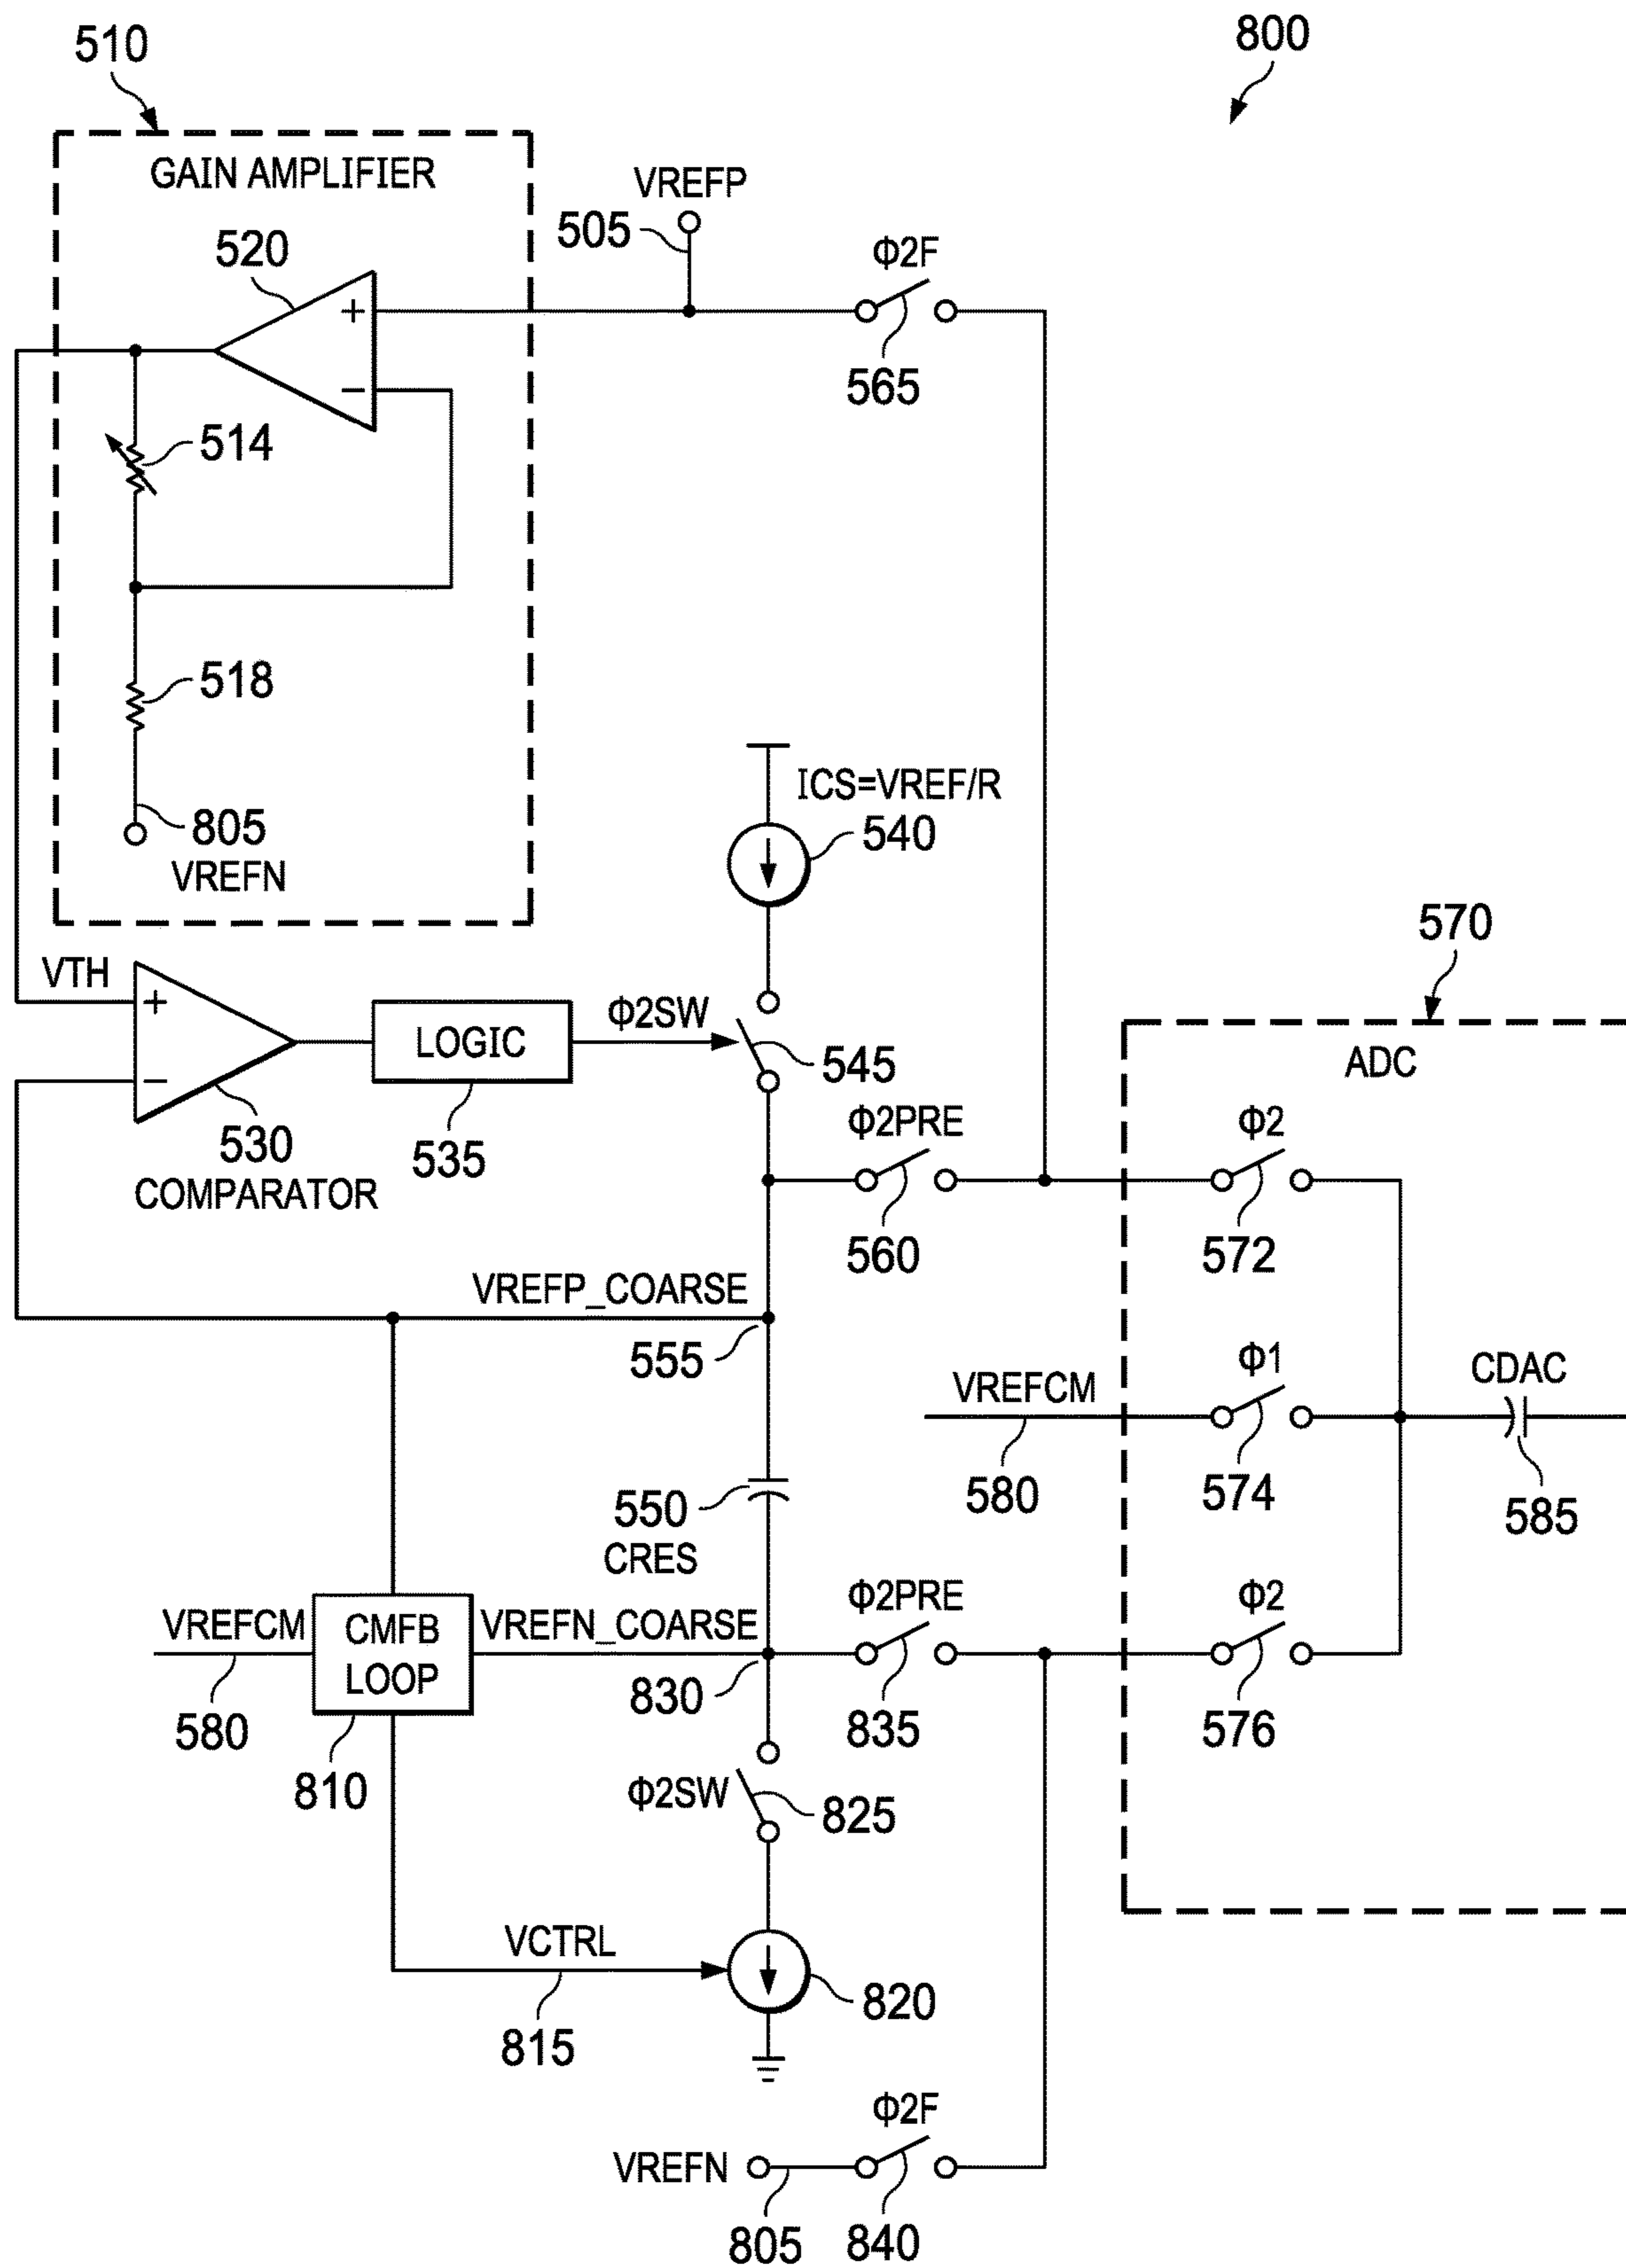 510
800
GAIN AMPLIFIER
VREFP
505
Φ2F
520
+
−
565
514
518
805
VREFN
ICS=VREF/R
540
570
VTH
+
−
LOGIC
Φ2SW
545
ADC
530
COMPARATOR
535
Φ2PRE
560
Φ2
572
VREFP_COARSE
555
VREFCM
580
Φ1
574
CDAC
585
550
CRES
VREFCM
580
CMFB
LOOP
810
VREFN_COARSE
830
Φ2PRE
835
Φ2
576
Φ2SW
825
VCTRL
815
820
Φ2F
VREFN
805
840